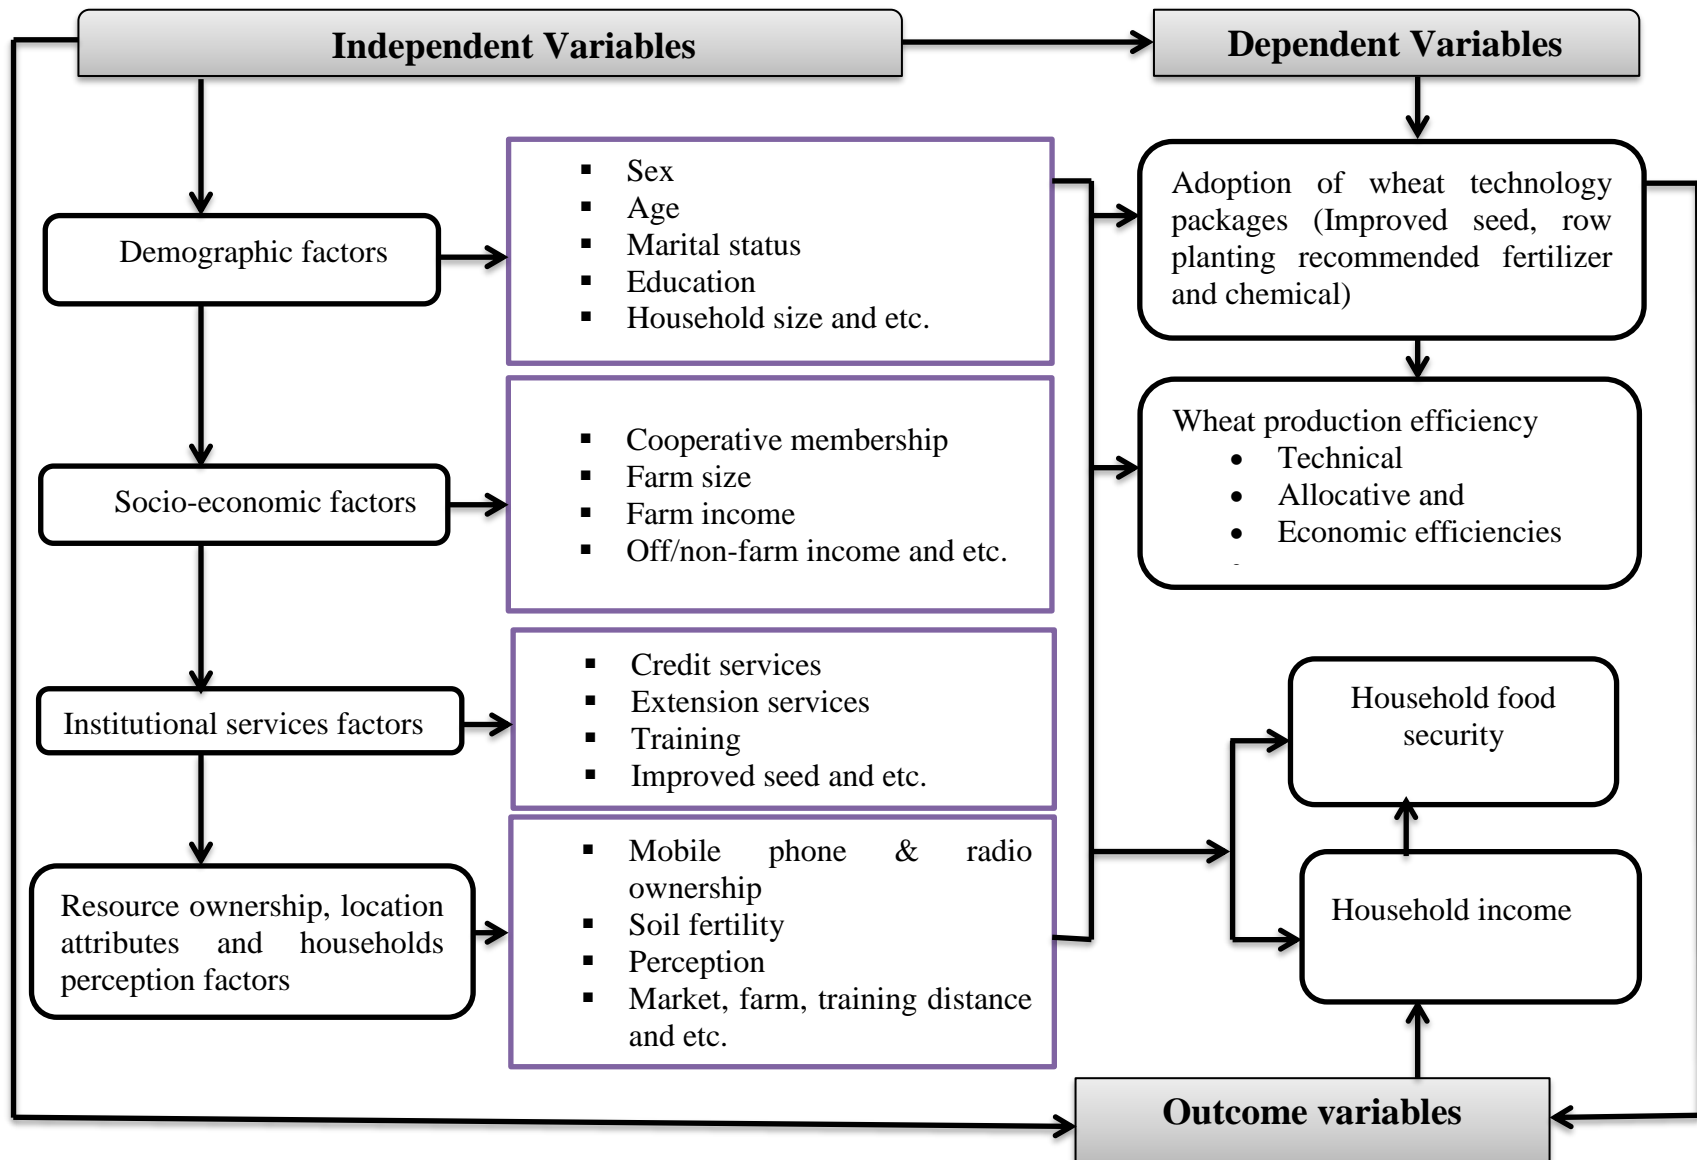 Independent Variables
Dependent Variables
Demographic factors
▪ Sex
▪ Age
▪ Marital status
▪ Education
▪ Household size and etc.
Adoption of wheat technology
packages (Improved seed, row
planting recommended fertilizer
and chemical)
Socio-economic factors
▪ Cooperative membership
▪ Farm size
▪ Farm income
▪ Off/non-farm income and etc.
Wheat production efficiency
• Technical
• Allocative and
• Economic efficiencies
Institutional services factors
▪ Credit services
▪ Extension services
▪ Training
▪ Improved seed and etc.
Household food
security
Resource ownership, location
attributes and households
perception factors
▪ Mobile phone & radio
ownership
▪ Soil fertility
▪ Perception
▪ Market, farm, training distance
and etc.
Household income
Outcome variables